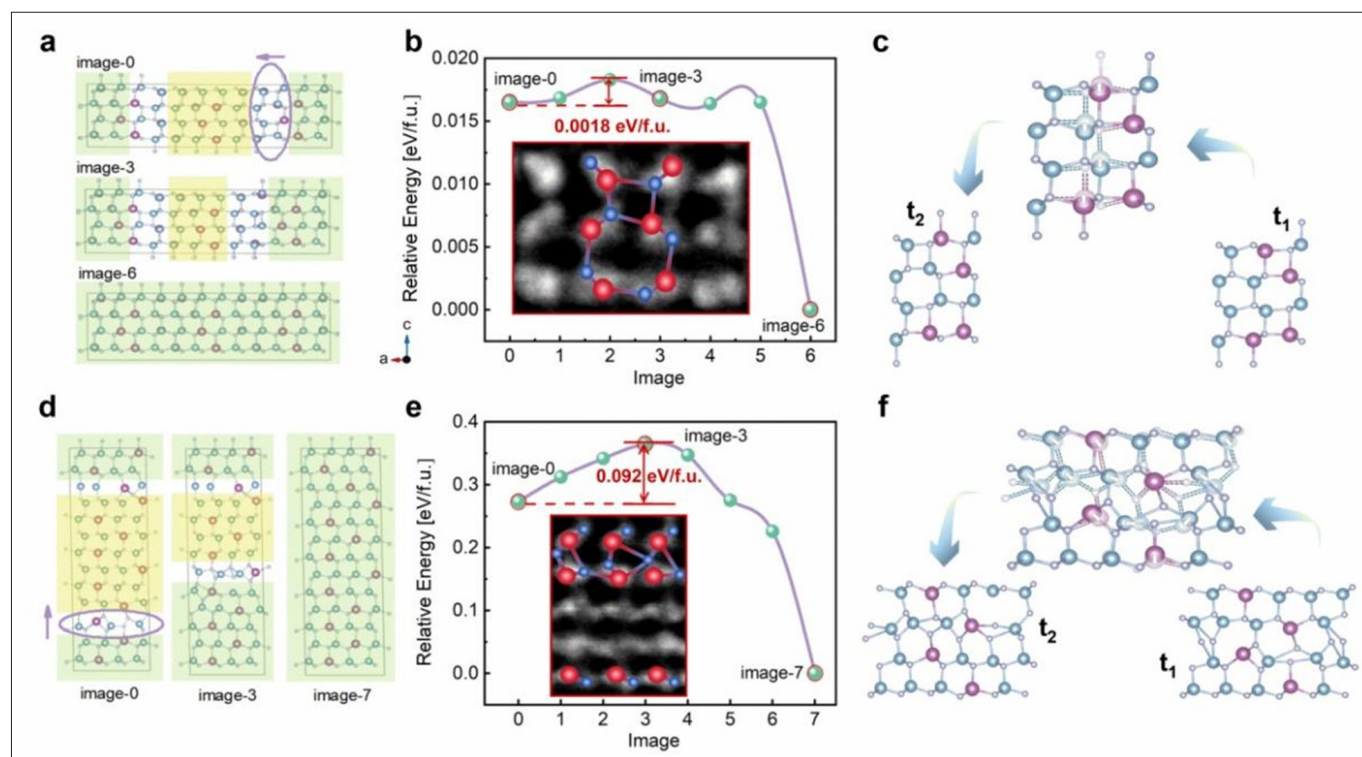 a
image-0
image-3
image-6
c
a
b
Relative Energy [eV/f.u.]
0.020
0.015
0.010
0.005
0.000
image-0
image-3
0.0018 eV/f.u.
image-6
0 1 2 3 4 5 6
Image
c
t2
t1
d
image-0
image-3
image-7
e
Relative Energy [eV/f.u.]
0.4
0.3
0.2
0.1
0.0
image-0
image-3
0.092 eV/f.u.
image-7
0 1 2 3 4 5 6 7
Image
f
t2
t1